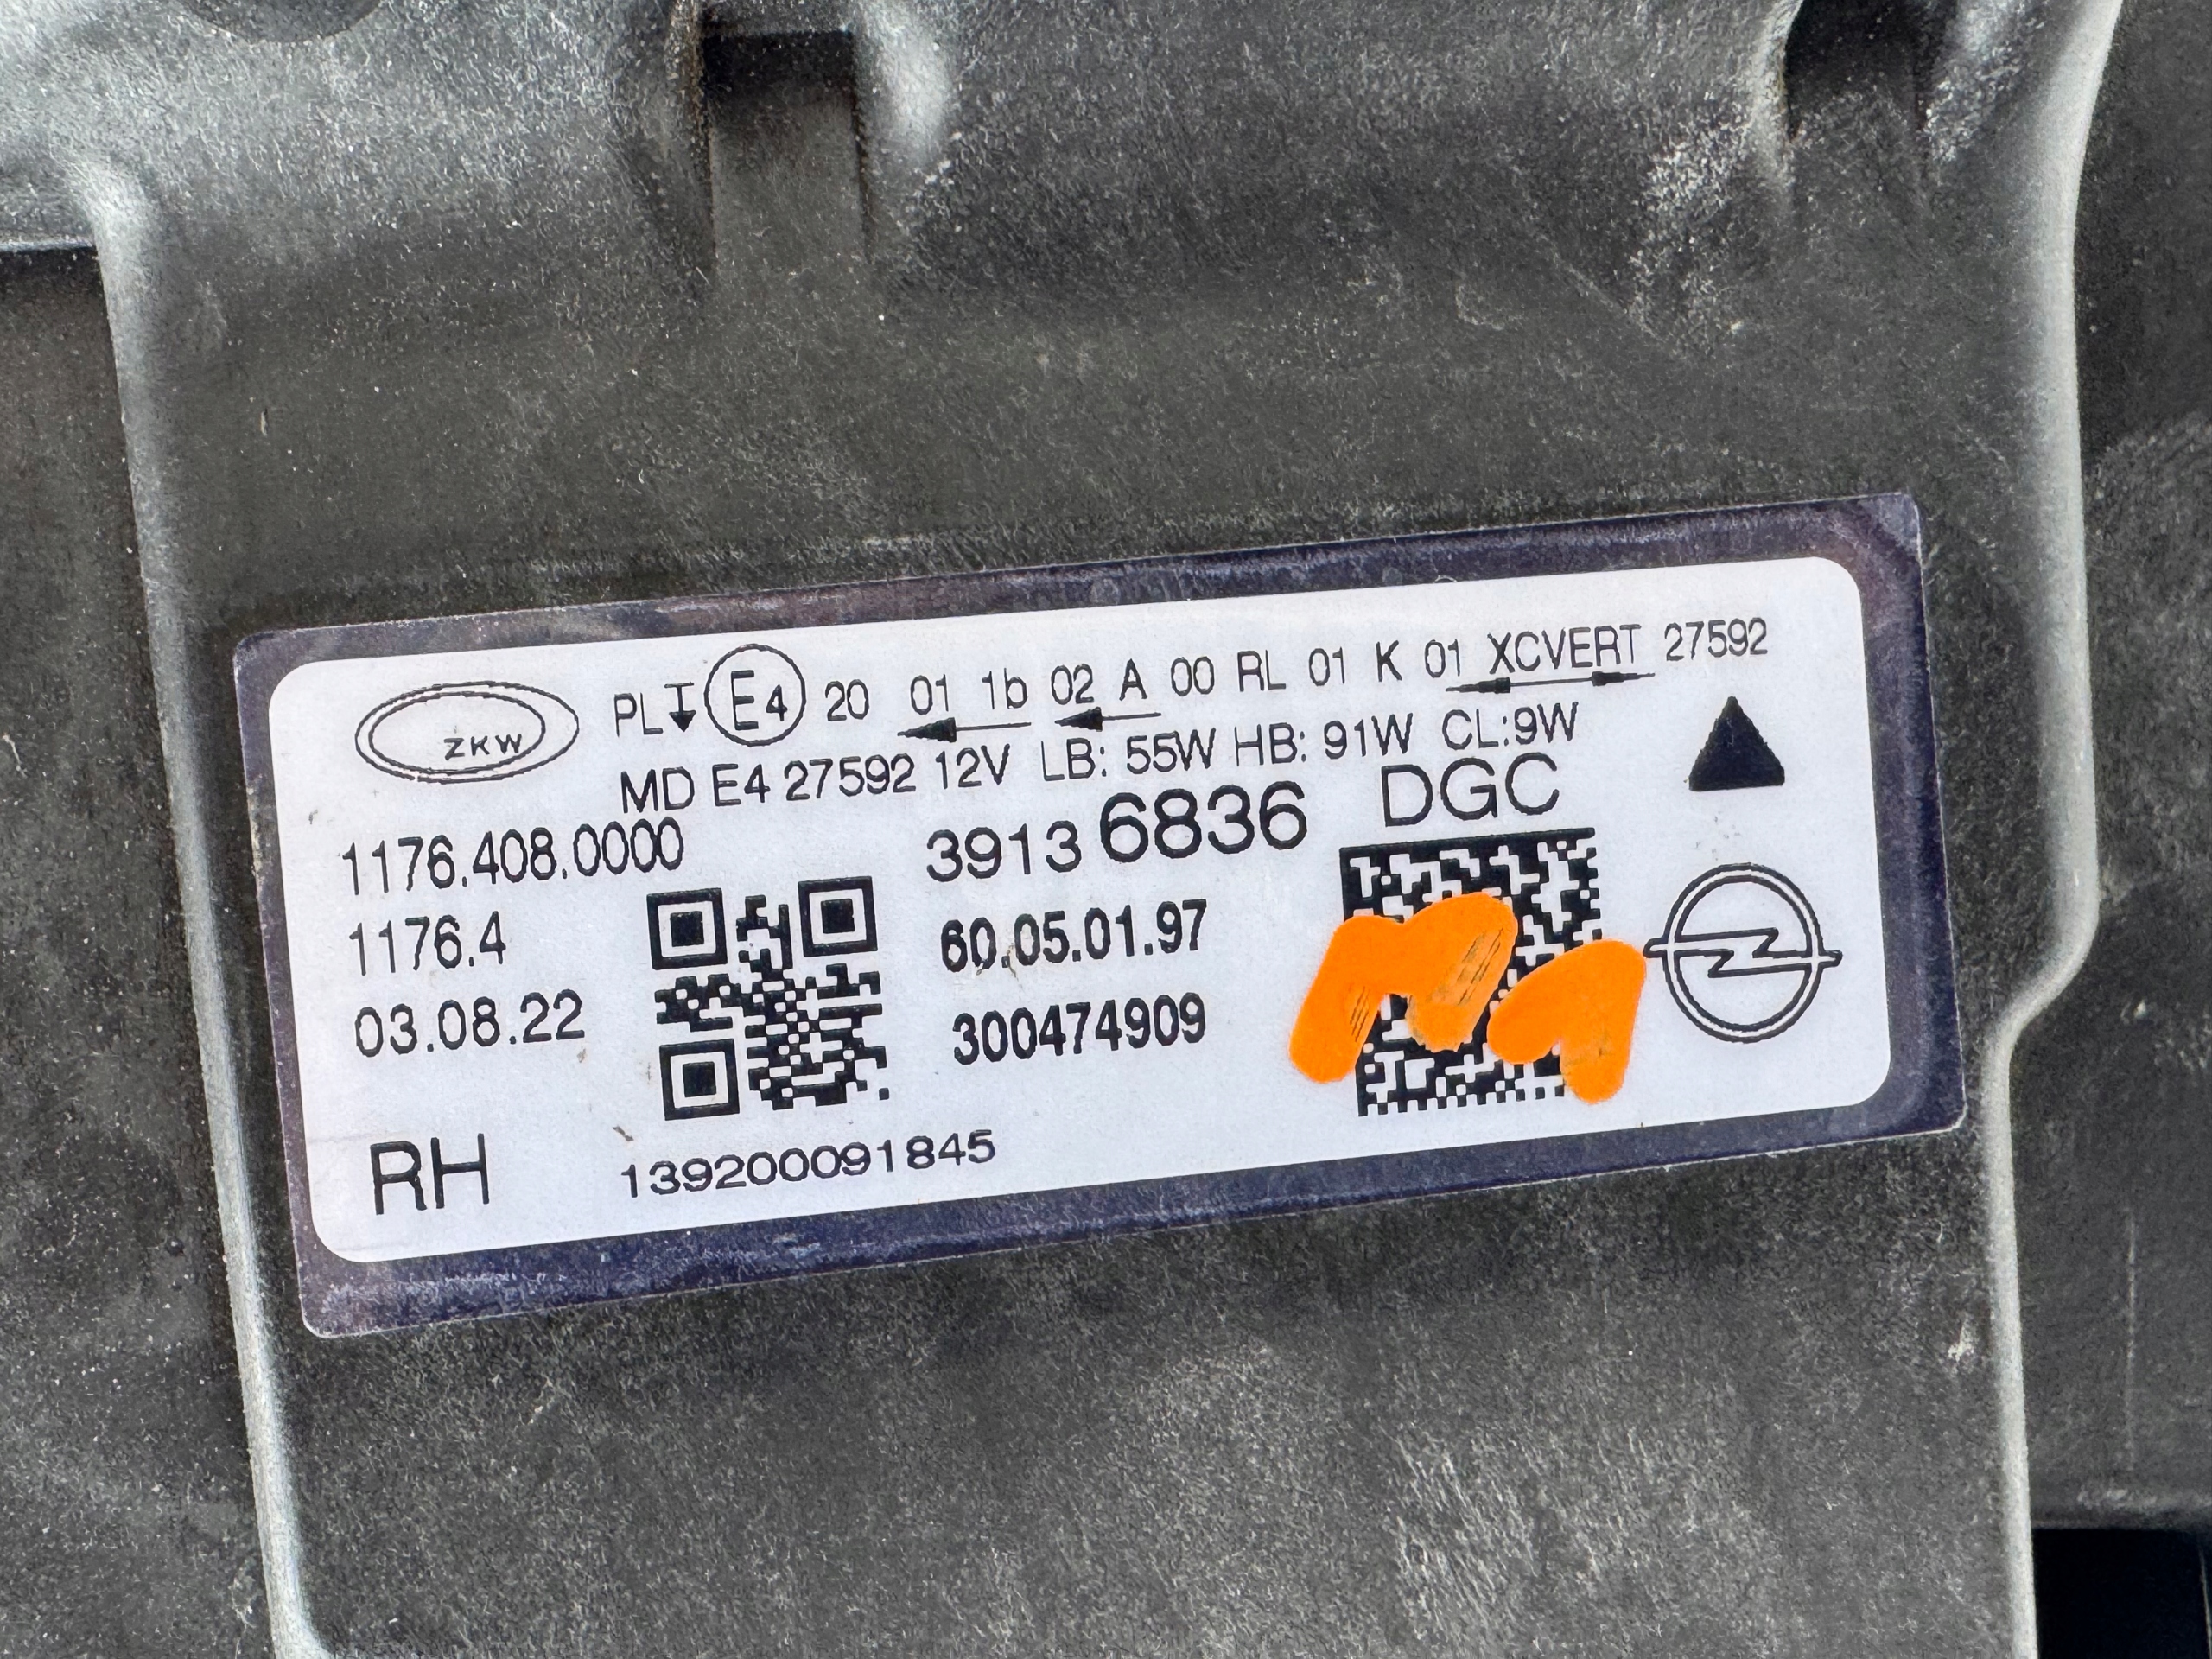 ZKW PL E4 20 01 1b 02 A 00 RL 01 K 01 XCVERT 27592
MD E4 27592 12V LB: 55W HB: 91W CL:9W
1176.408.0000 39136836 DGC
1176.4 60.05.01.97
03.08.22 300474909
RH 139200091845